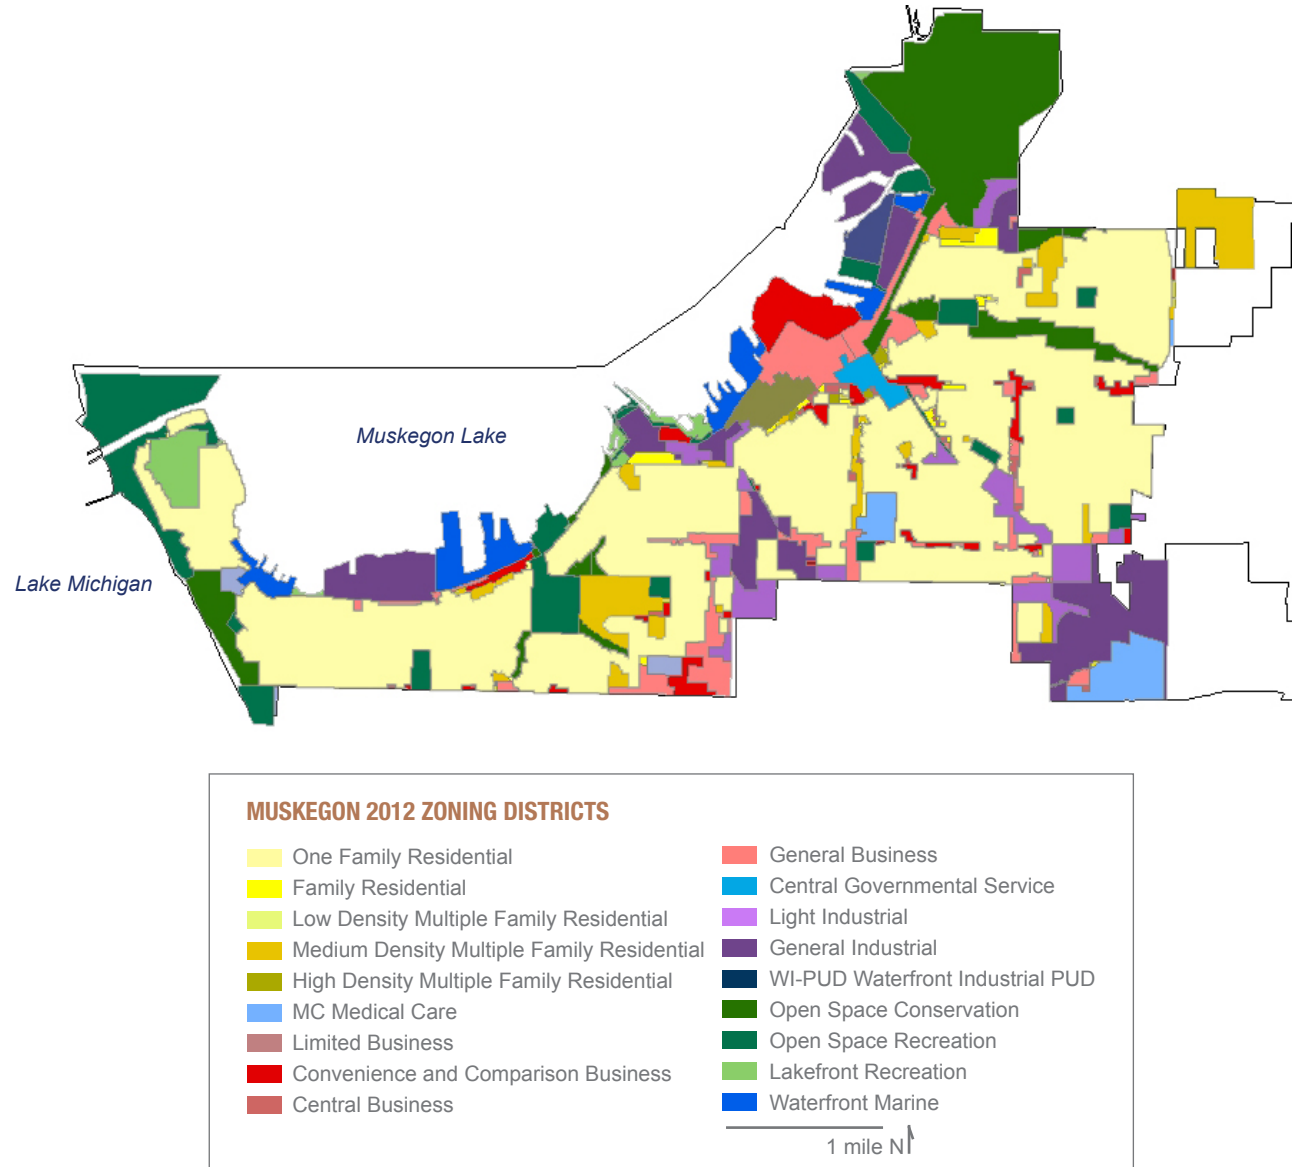 Muskegon Lake
Lake Michigan
MUSKEGON 2012 ZONING DISTRICTS
One Family Residential
Family Residential
Low Density Multiple Family Residential
Medium Density Multiple Family Residential
High Density Multiple Family Residential
MC Medical Care
Limited Business
Convenience and Comparison Business
Central Business
General Business
Central Governmental Service
Light Industrial
General Industrial
WI-PUD Waterfront Industrial PUD
Open Space Conservation
Open Space Recreation
Lakefront Recreation
Waterfront Marine
1 mile N